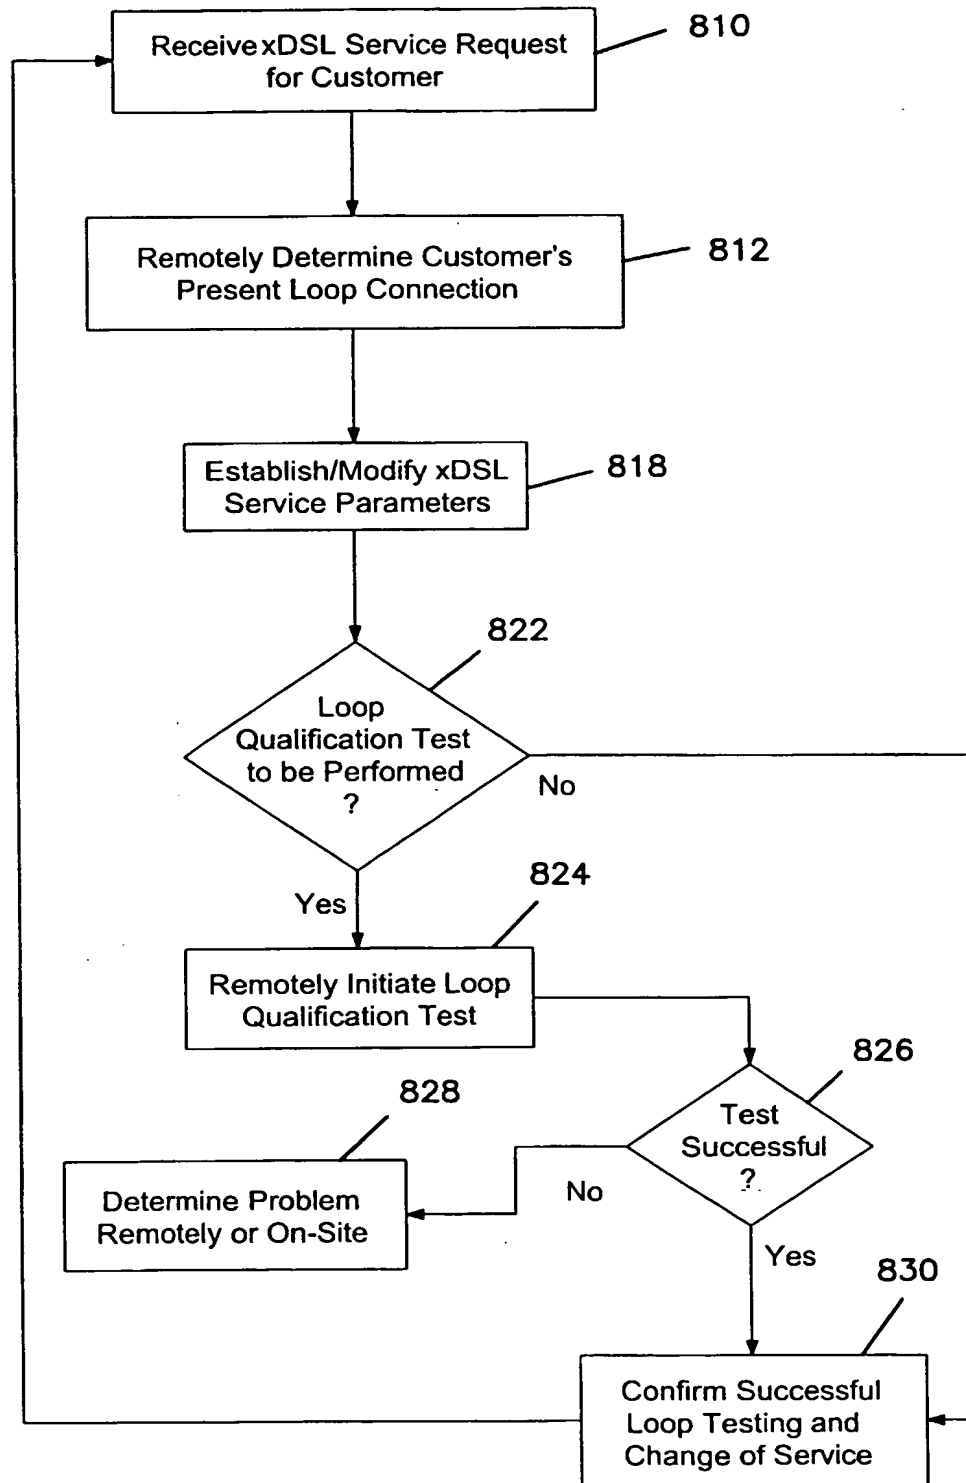 Receive xDSL Service Request
for Customer
810
Remotely Determine Customer's
Present Loop Connection
812
Establish/Modify xDSL
Service Parameters
818
822
Loop
Qualification Test
to be Performed
?
No
Yes
824
Remotely Initiate Loop
Qualification Test
826
Test
Successful
?
No
Yes
828
Determine Problem
Remotely or On-Site
830
Confirm Successful
Loop Testing and
Change of Service